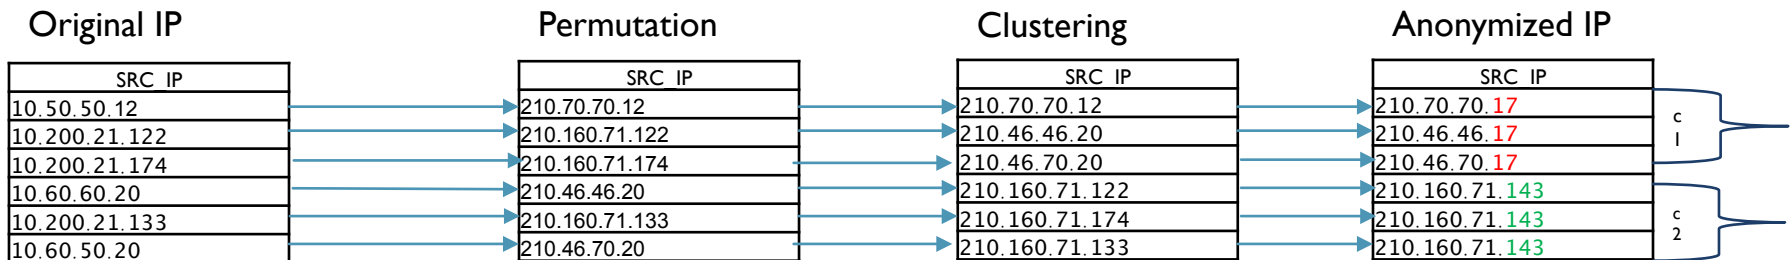 Original IP
Permutation
Clustering
Anonymized IP
SRC_IP
10.50.50.12
10.200.21.122
10.200.21.174
10.60.60.20
10.200.21.133
10.60.50.20
SRC_IP
210.70.70.12
210.160.71.122
210.160.71.174
210.46.46.20
210.160.71.133
210.46.70.20
SRC_IP
210.70.70.12
210.46.46.20
210.46.70.20
210.160.71.122
210.160.71.174
210.160.71.133
SRC_IP
210.70.70.17
210.46.46.17
210.46.70.17
210.160.71.143
210.160.71.143
210.160.71.143
c
1
c
2